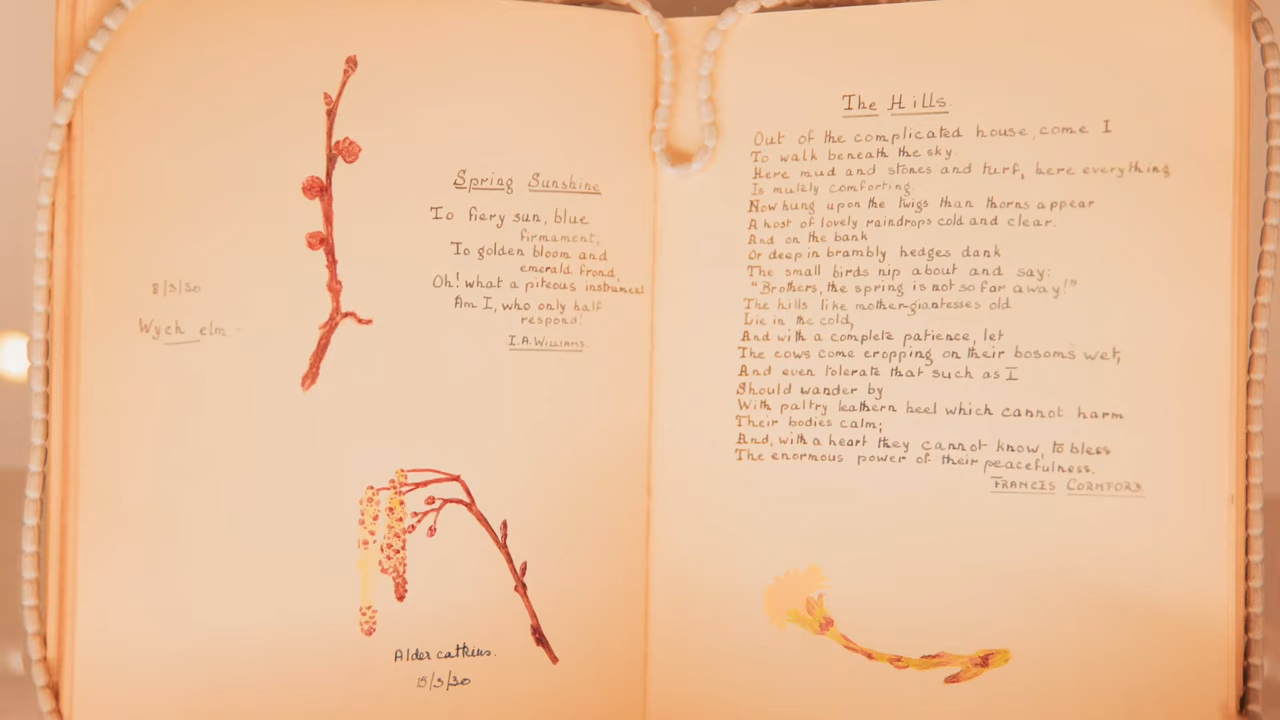 8/3/30
Wych elm -
Spring Sunshine
To fiery sun, blue
firmament,
To golden bloom and
emerald frond,
Oh! what a piteous instrument
Am I, who only half
respond!
I.A. Williams.
Alder catkins.
15/3/30
The Hills.
Out of the complicated house, come I
To walk beneath the sky.
Here mud and stones and turf, here everything
Is mutely comforting.
Now hung upon the twigs than thorns appear
A host of lovely raindrops cold and clear.
And on the bank
Or deep in brambly hedges dank
The small birds nip about and say:
"Brothers, the spring is not so far away!"
The hills like mother-giantesses old
Lie in the cold,
And with a complete patience, let
The cows come cropping on their bosoms wet,
And even tolerate that such as I
Should wander by
With paltry leathern heel which cannot harm
Their bodies calm;
And, with a heart they cannot know, to bless
The enormous power of their peacefulness.
Francis Cornford.